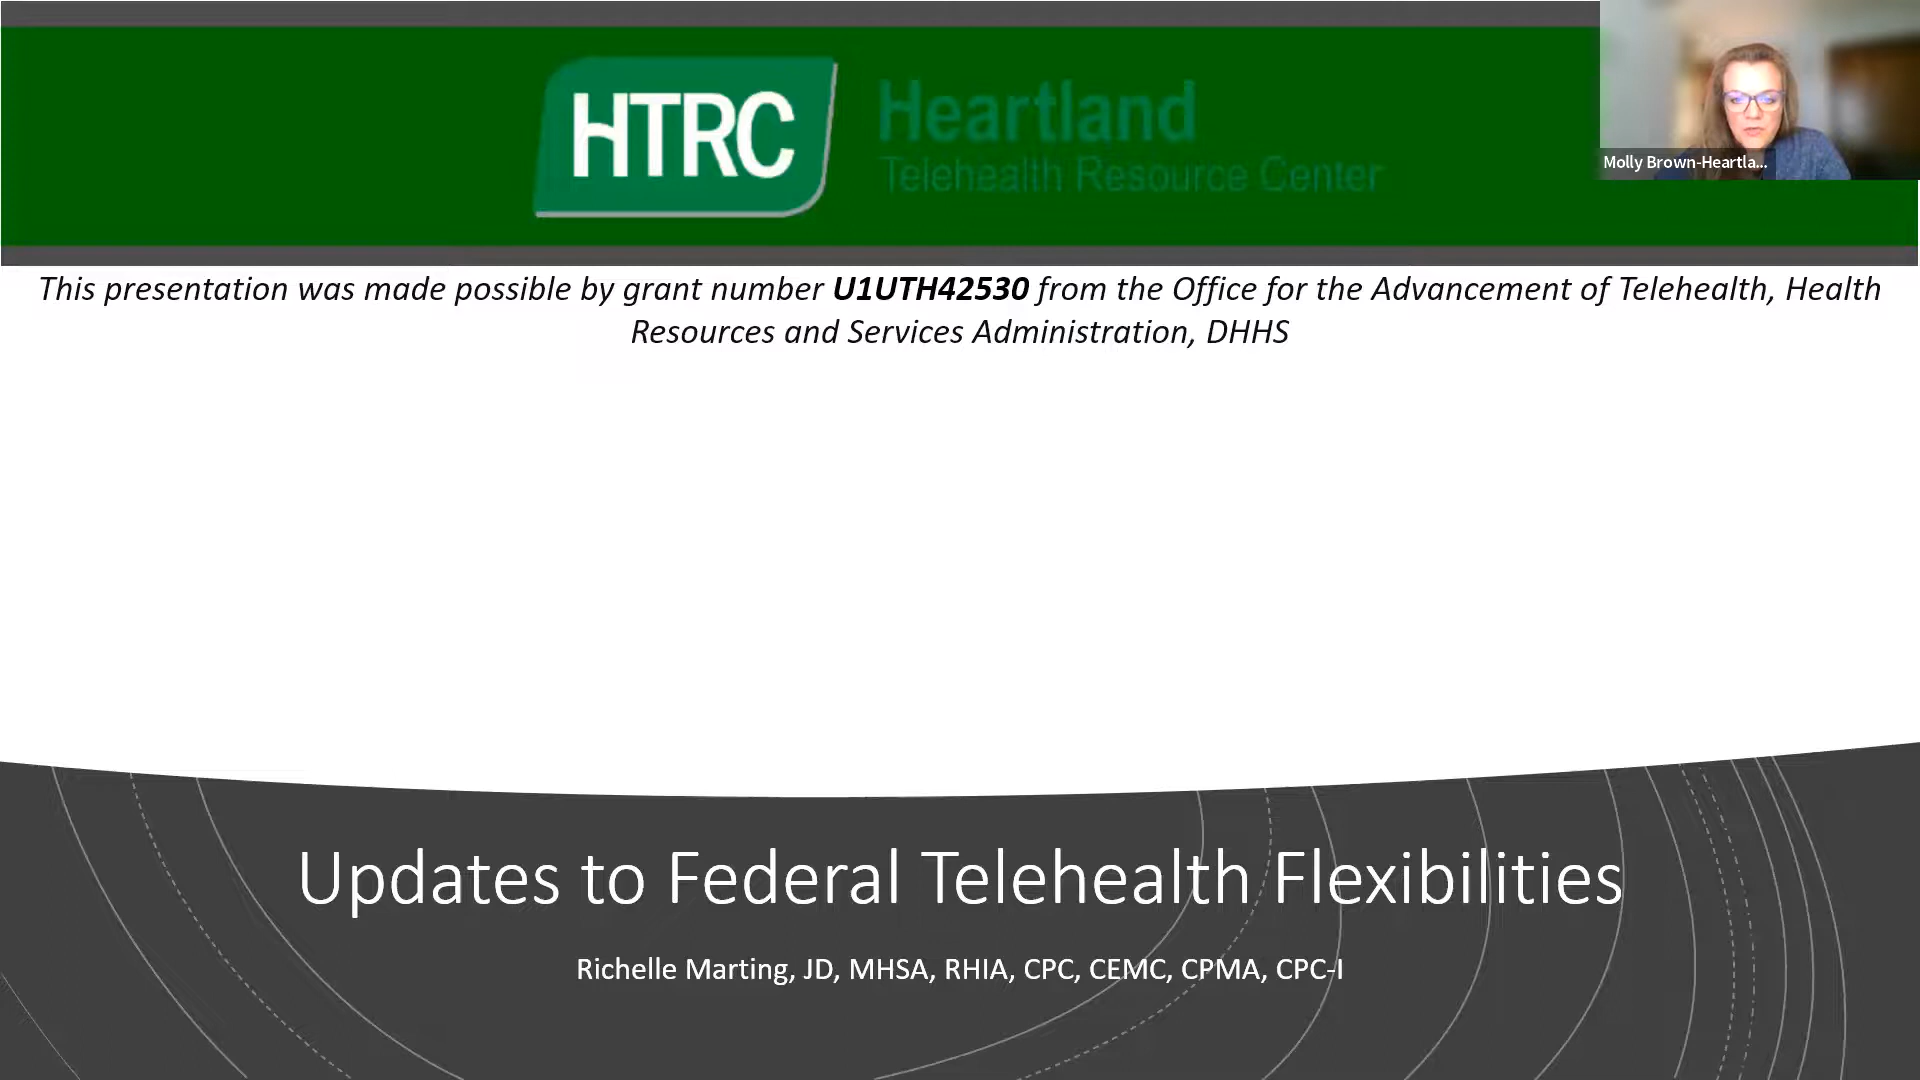 HTRC
Heartland
Telehealth Resource Center
Molly Brown-Heartla...
This presentation was made possible by grant number U1UTH42530 from the Office for the Advancement of Telehealth, Health
Resources and Services Administration, DHHS
Updates to Federal Telehealth Flexibilities
Richelle Marting, JD, MHSA, RHIA, CPC, CEMC, CPMA, CPC-I